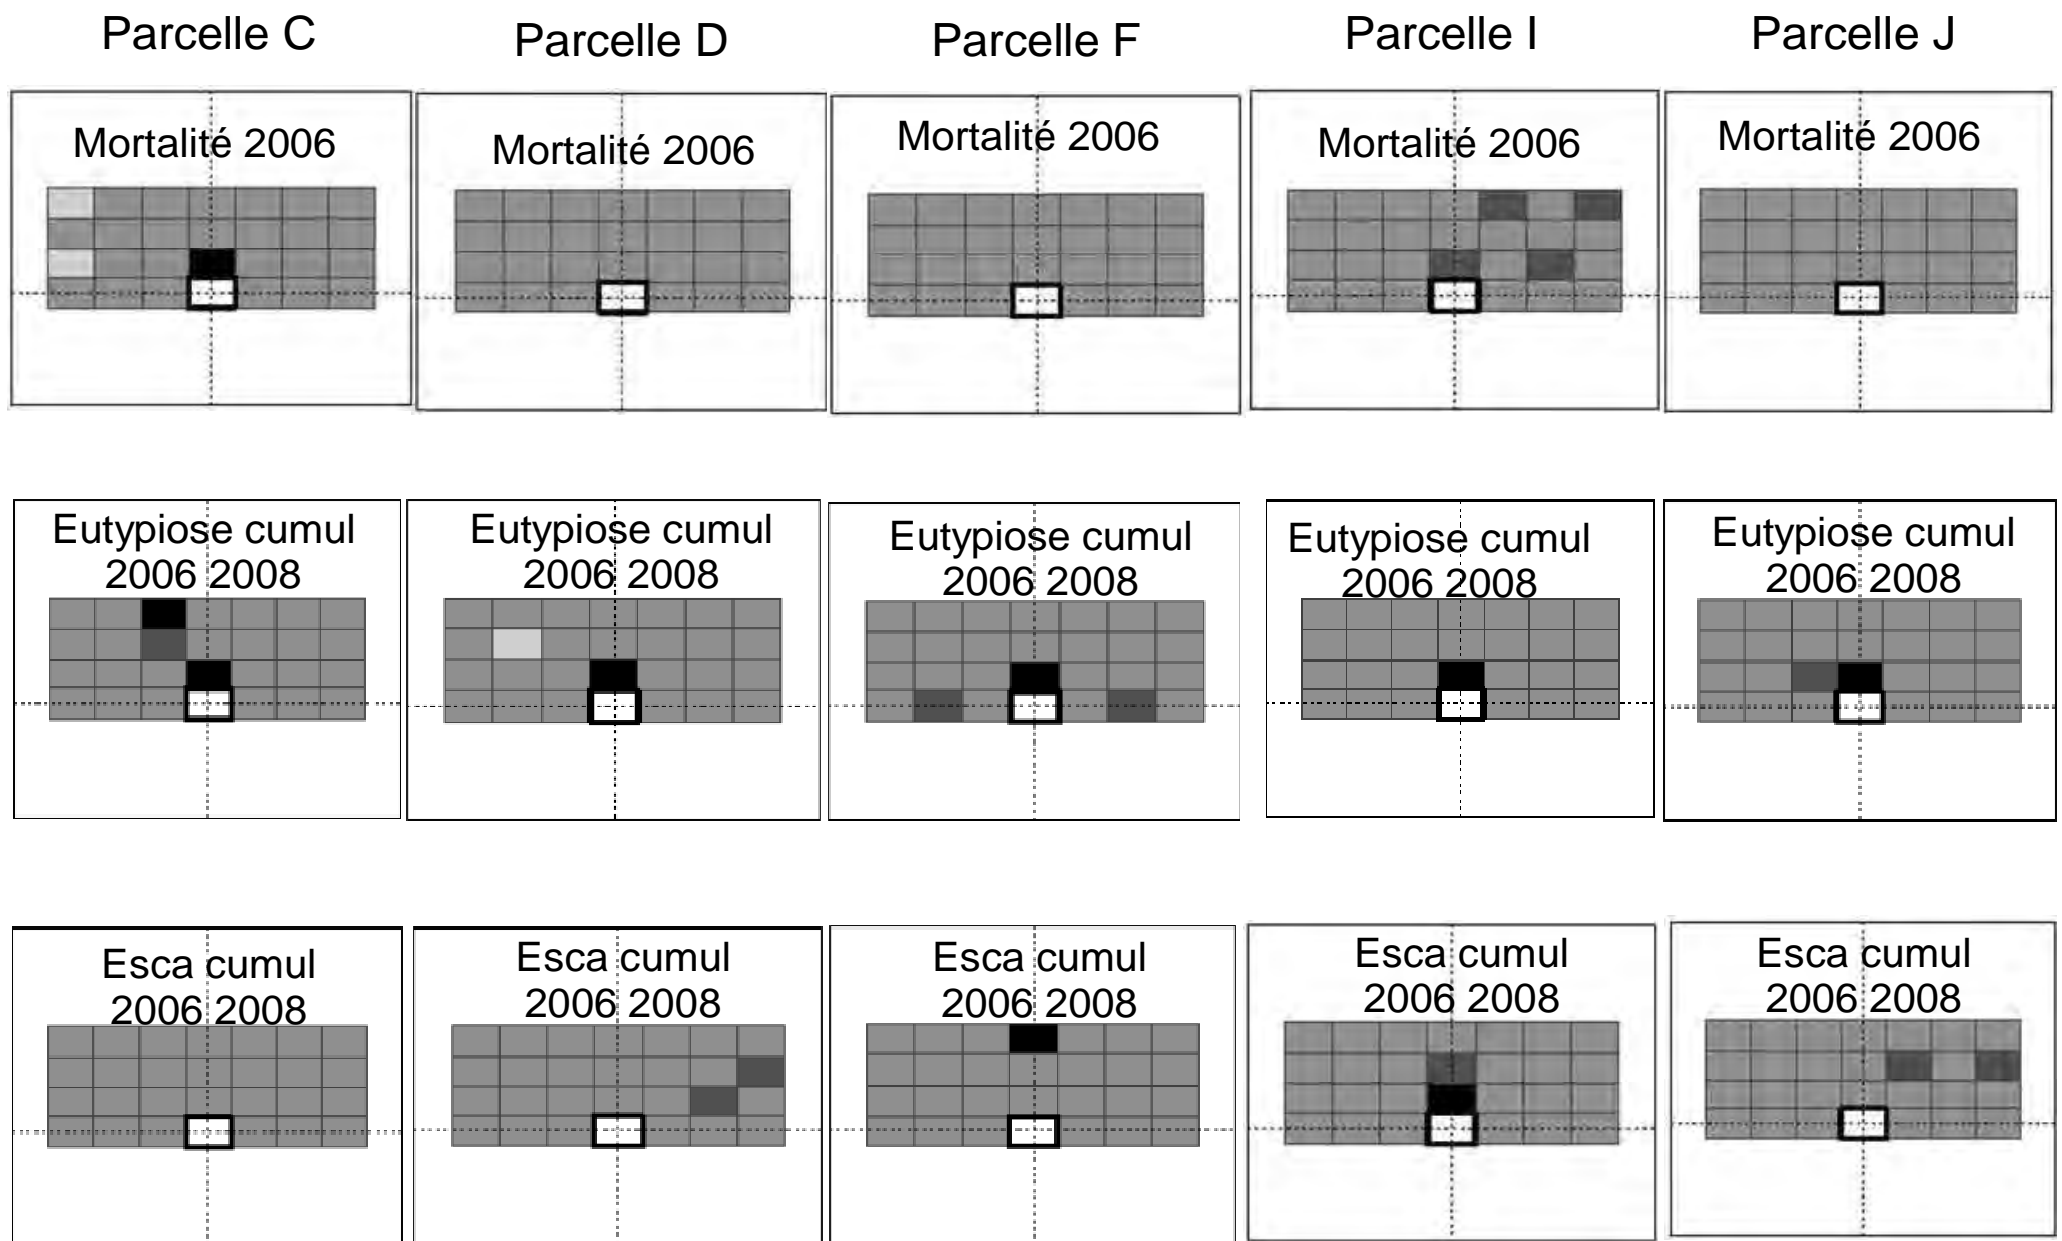 Parcelle C
Parcelle D
Parcelle F
Parcelle I
Parcelle J
Mortalité 2006
Mortalité 2006
Mortalité 2006
Mortalité 2006
Mortalité 2006
Eutypiose cumul
2006 2008
Eutypiose cumul
2006 2008
Eutypiose cumul
2006 2008
Eutypiose cumul
2006 2008
Eutypiose cumul
2006 2008
Esca cumul
2006 2008
Esca cumul
2006 2008
Esca cumul
2006 2008
Esca cumul
2006 2008
Esca cumul
2006 2008